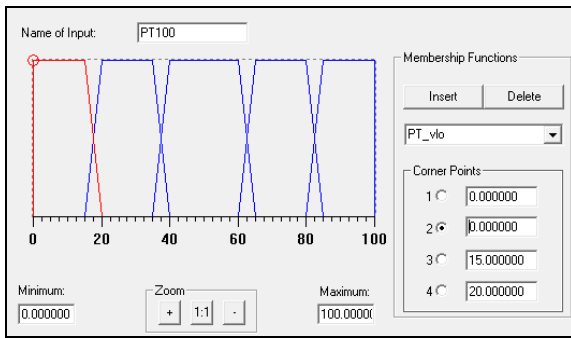 Name of Input: PT100
Membership Functions
Insert Delete
PT_vlo
Corner Points
1 0.000000
2 0.000000
3 15.000000
4 20.000000
0 20 40 60 80 100
Minimum: Zoom Maximum:
0.000000 + 1:1 - 100.0000